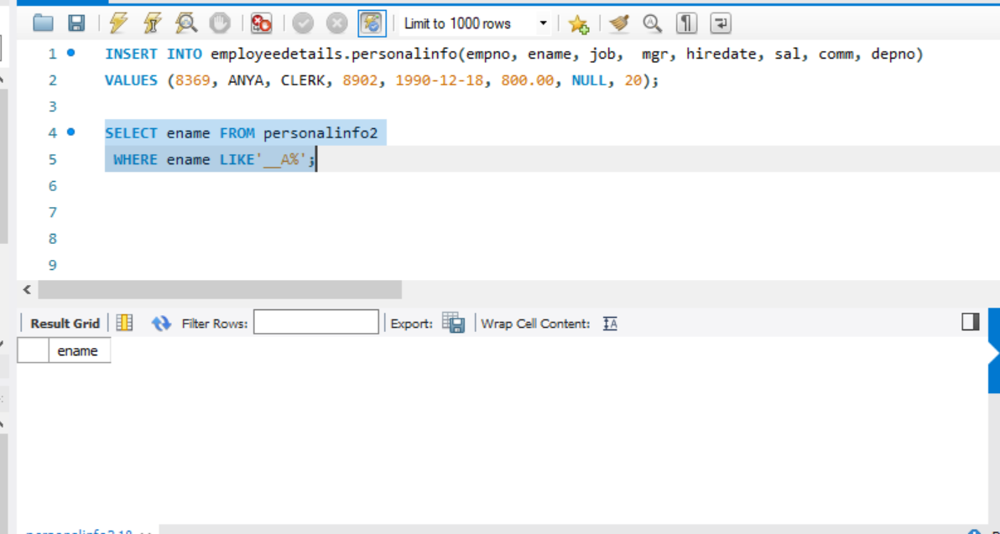 Limit to 1000 rows
1 INSERT INTO employeedetails.personalinfo(empno, ename, job,  mgr, hiredate, sal, comm, depno)
2 VALUES (8369, ANYA, CLERK, 8902, 1990-12-18, 800.00, NULL, 20);
3
4 SELECT ename FROM personalinfo2
5 WHERE ename LIKE'__A%';
6
7
8
9
Result Grid Filter Rows: Export: Wrap Cell Content: IA
ename